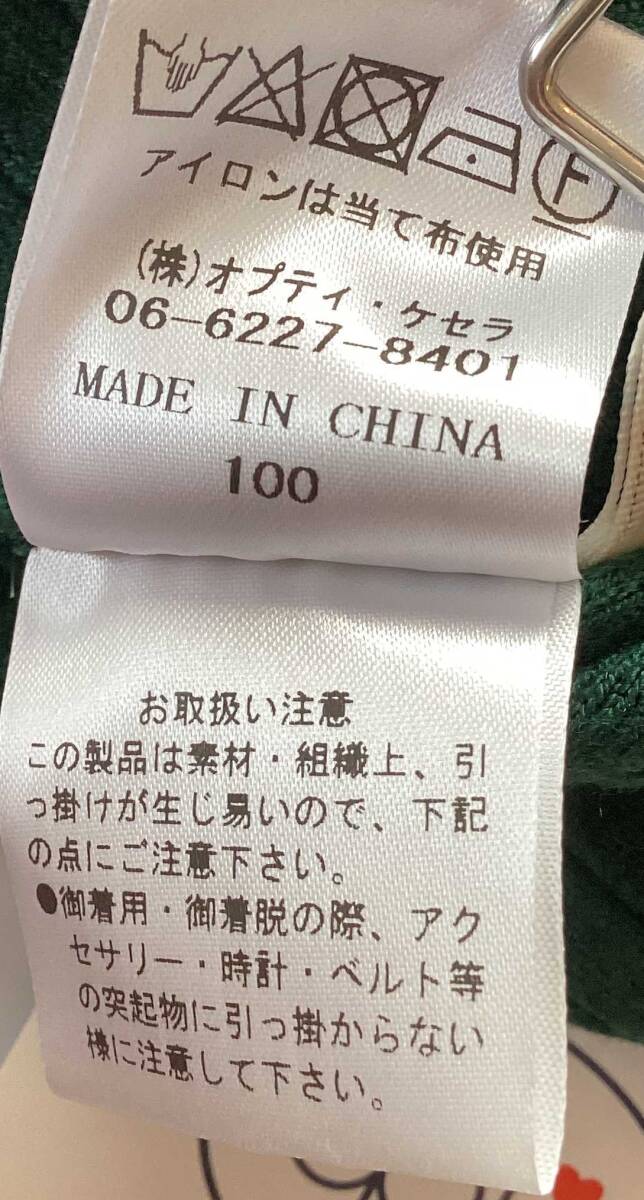 F
アイロンは当て布使用
(株)オプティ・ケセラ
06-6227-8401
MADE IN CHINA
100
お取扱い注意
この製品は素材・組織上、引
っ掛けが生じ易いので、下記
の点にご注意下さい。
●御着用・御着脱の際、アク
セサリー・時計・ベルト等
の突起物に引っ掛からない
様に注意して下さい。